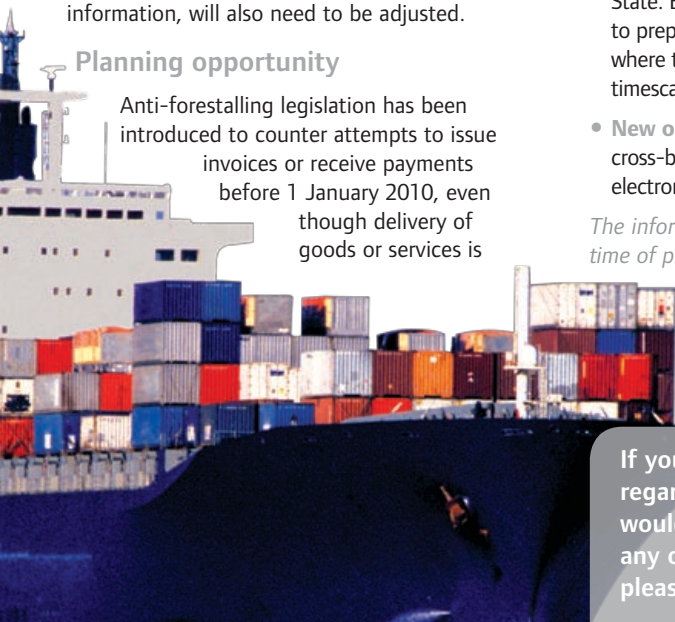 information, will also need to be adjusted.
Planning opportunity
Anti-forestalling legislation has been
introduced to counter attempts to issue
invoices or receive payments
before 1 January 2010, even
though delivery of
goods or services is
State.
to prep
where t
timesca
• New o
cross-b
electron
The infor
time of p
If you
regar
would
any o
pleas